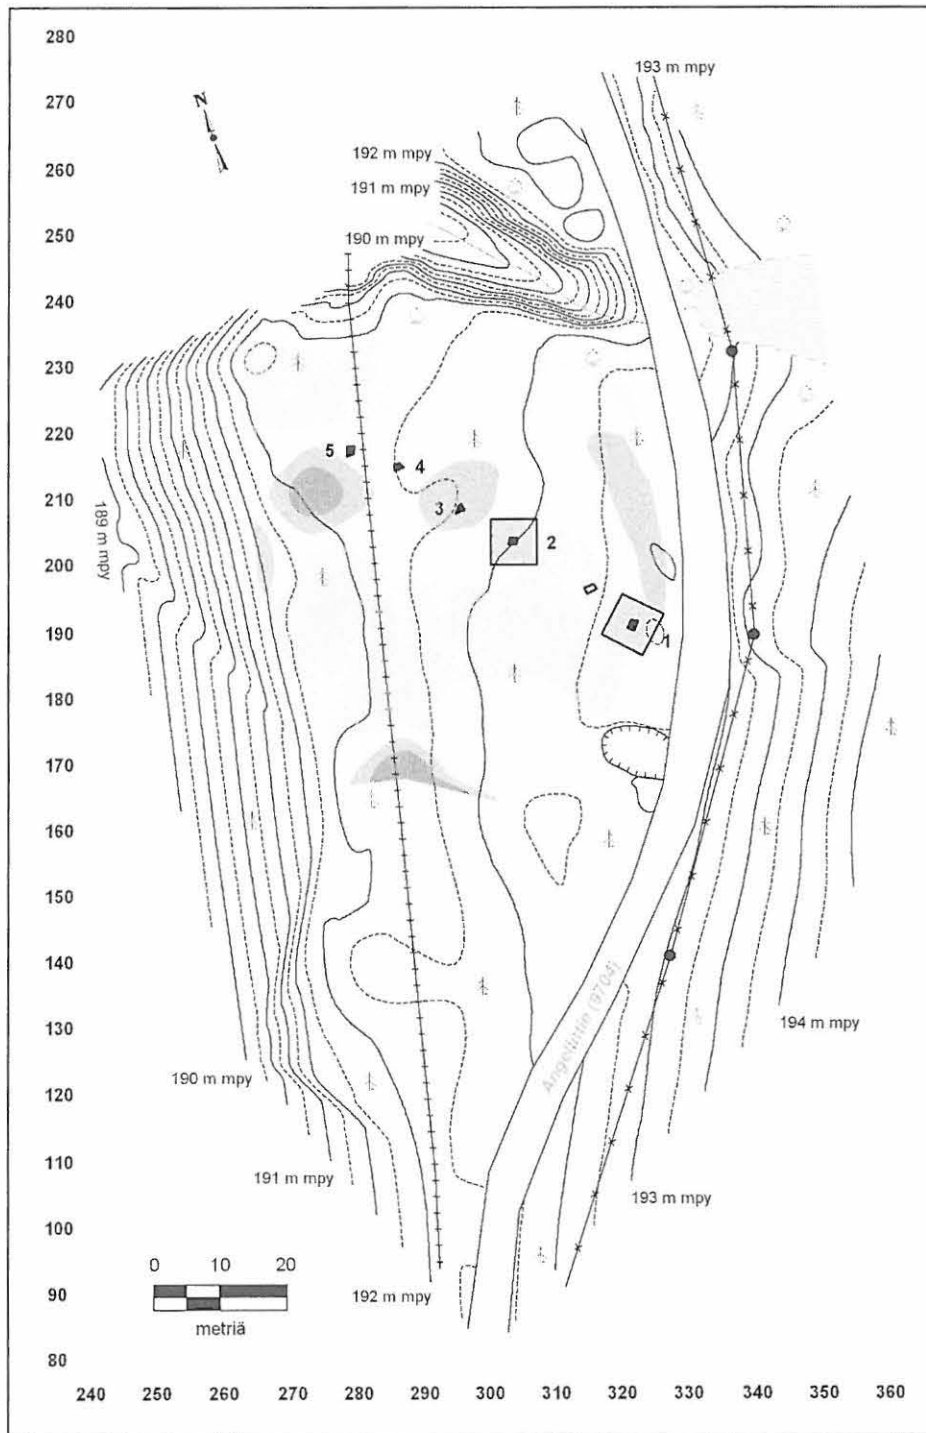 280
193 m mpy
270
N
260
192 m mpy
191 m mpy
250
190 m mpy
240
230
220
5
4
210
3
2
189 m mpy
200
190
1
180
170
160
150
140
Angelintie (9704)
194 m mpy
130
190 m mpy
120
110
191 m mpy
193 m mpy
100
0 10 20
90
192 m mpy
metriä
80
240 250 260 270 280 290 300 310 320 330 340 350 360